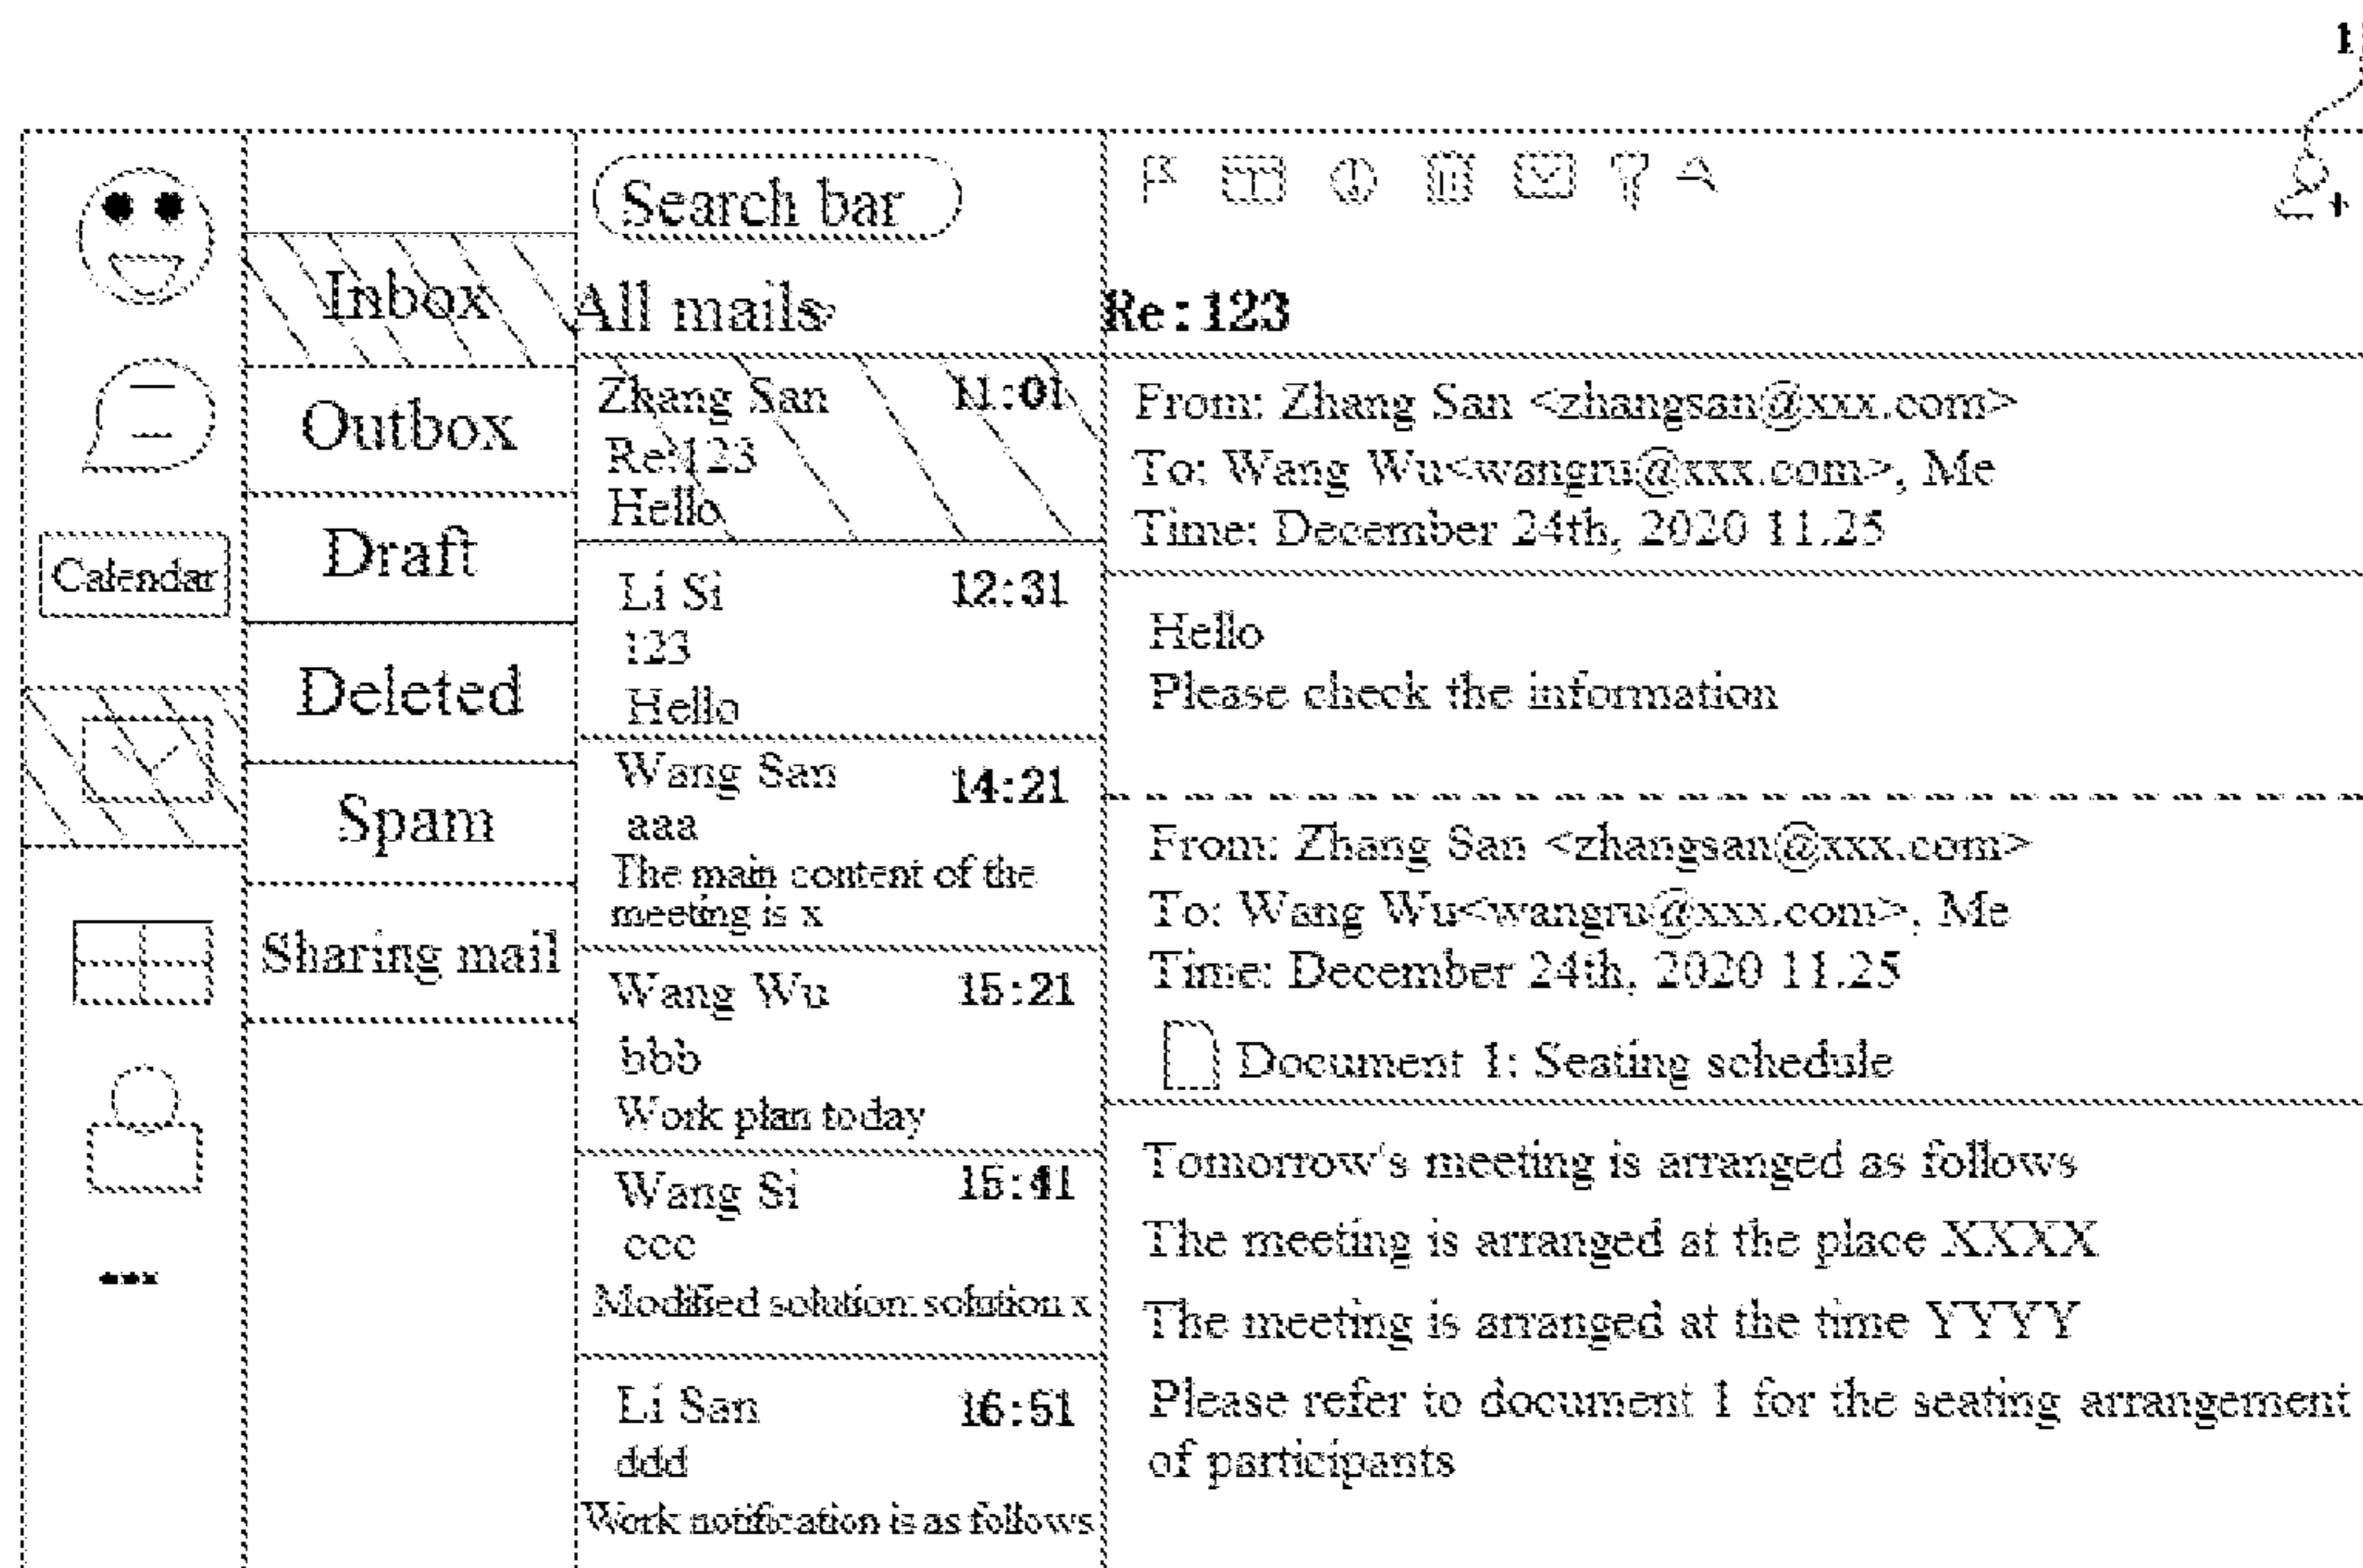 Calendar
Inbox
Outbox
Draft
Deleted
Spam
Sharing mail
Search bar
All mails
Zhang San 11:01
Re:123
Hello
Li Si 12:31
123
Hello
Wang San 14:21
aaa
The main content of the
meeting is x
Wang Wu 15:21
bbb
Work plan today
Wang Si 15:41
ccc
Modified solution: solution x
Li San 16:51
ddd
Work notification is as follows
Re:123
From: Zhang San <zhangsan@xxx.com>
To: Wang Wu<wangru@xxx.com>, Me
Time: December 24th, 2020 11.25
Hello
Please check the information
From: Zhang San <zhangsan@xxx.com>
To: Wang Wu<wangru@xxx.com>, Me
Time: December 24th, 2020 11.25
Document 1: Seating schedule
Tomorrow's meeting is arranged as follows
The meeting is arranged at the place XXXX
The meeting is arranged at the time YYYY
Please refer to document 1 for the seating arrangement
of participants